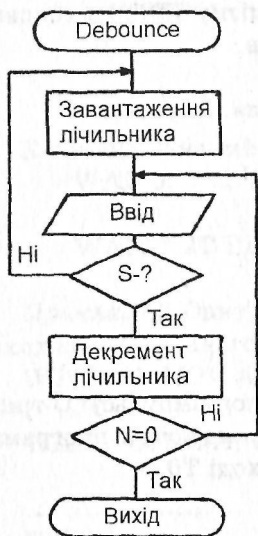 Debounce
Завантаження
лічильника
Ввід
Ні
S-?
Так
Декремент
лічильника
Ні
N=0
Так
Вихід